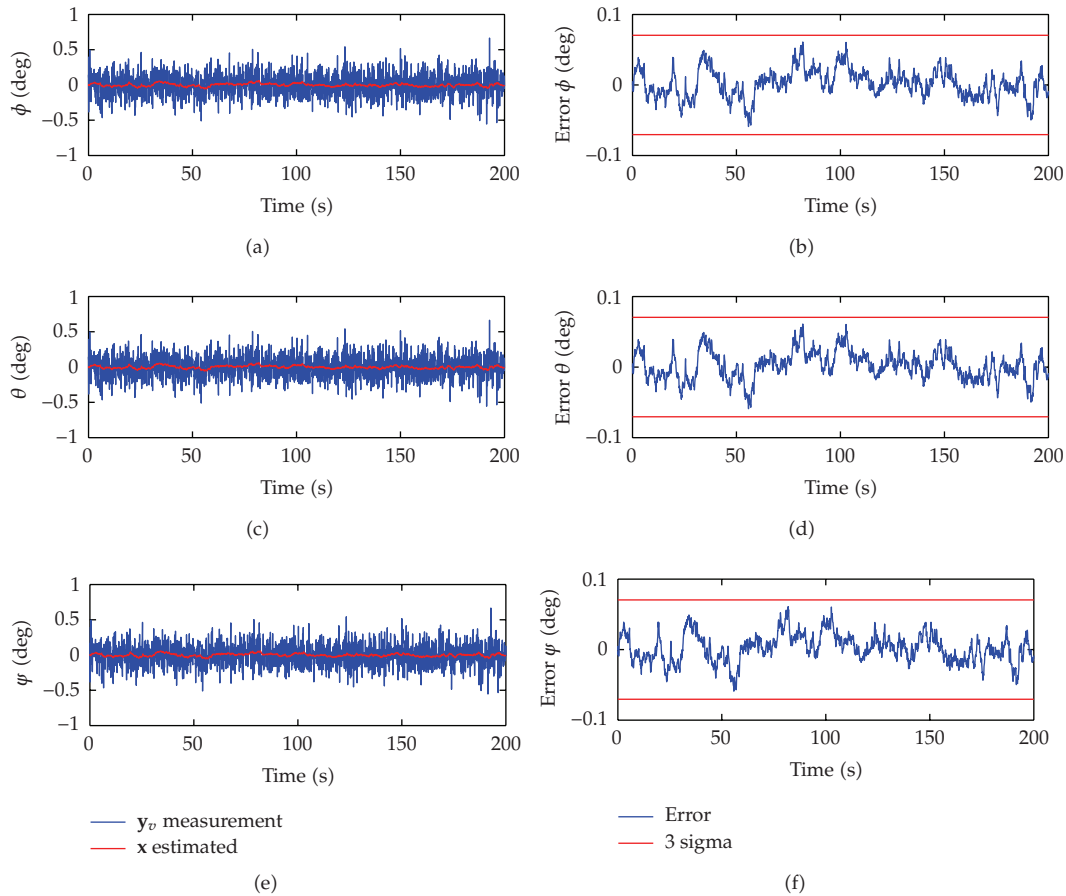 1
0.5
0
−0.5
−1
ϕ (deg)
0 50 100 150 200
Time (s)
(a)
0.1
0
−0.1
Error ϕ (deg)
0 50 100 150 200
Time (s)
(b)
1
0.5
0
−0.5
−1
θ (deg)
0 50 100 150 200
Time (s)
(c)
0.1
0
−0.1
Error θ (deg)
0 50 100 150 200
Time (s)
(d)
1
0.5
0
−0.5
−1
ψ (deg)
0 50 100 150 200
Time (s)
y_v measurement
x estimated
(e)
0.1
0
−0.1
Error ψ (deg)
0 50 100 150 200
Time (s)
Error
3 sigma
(f)